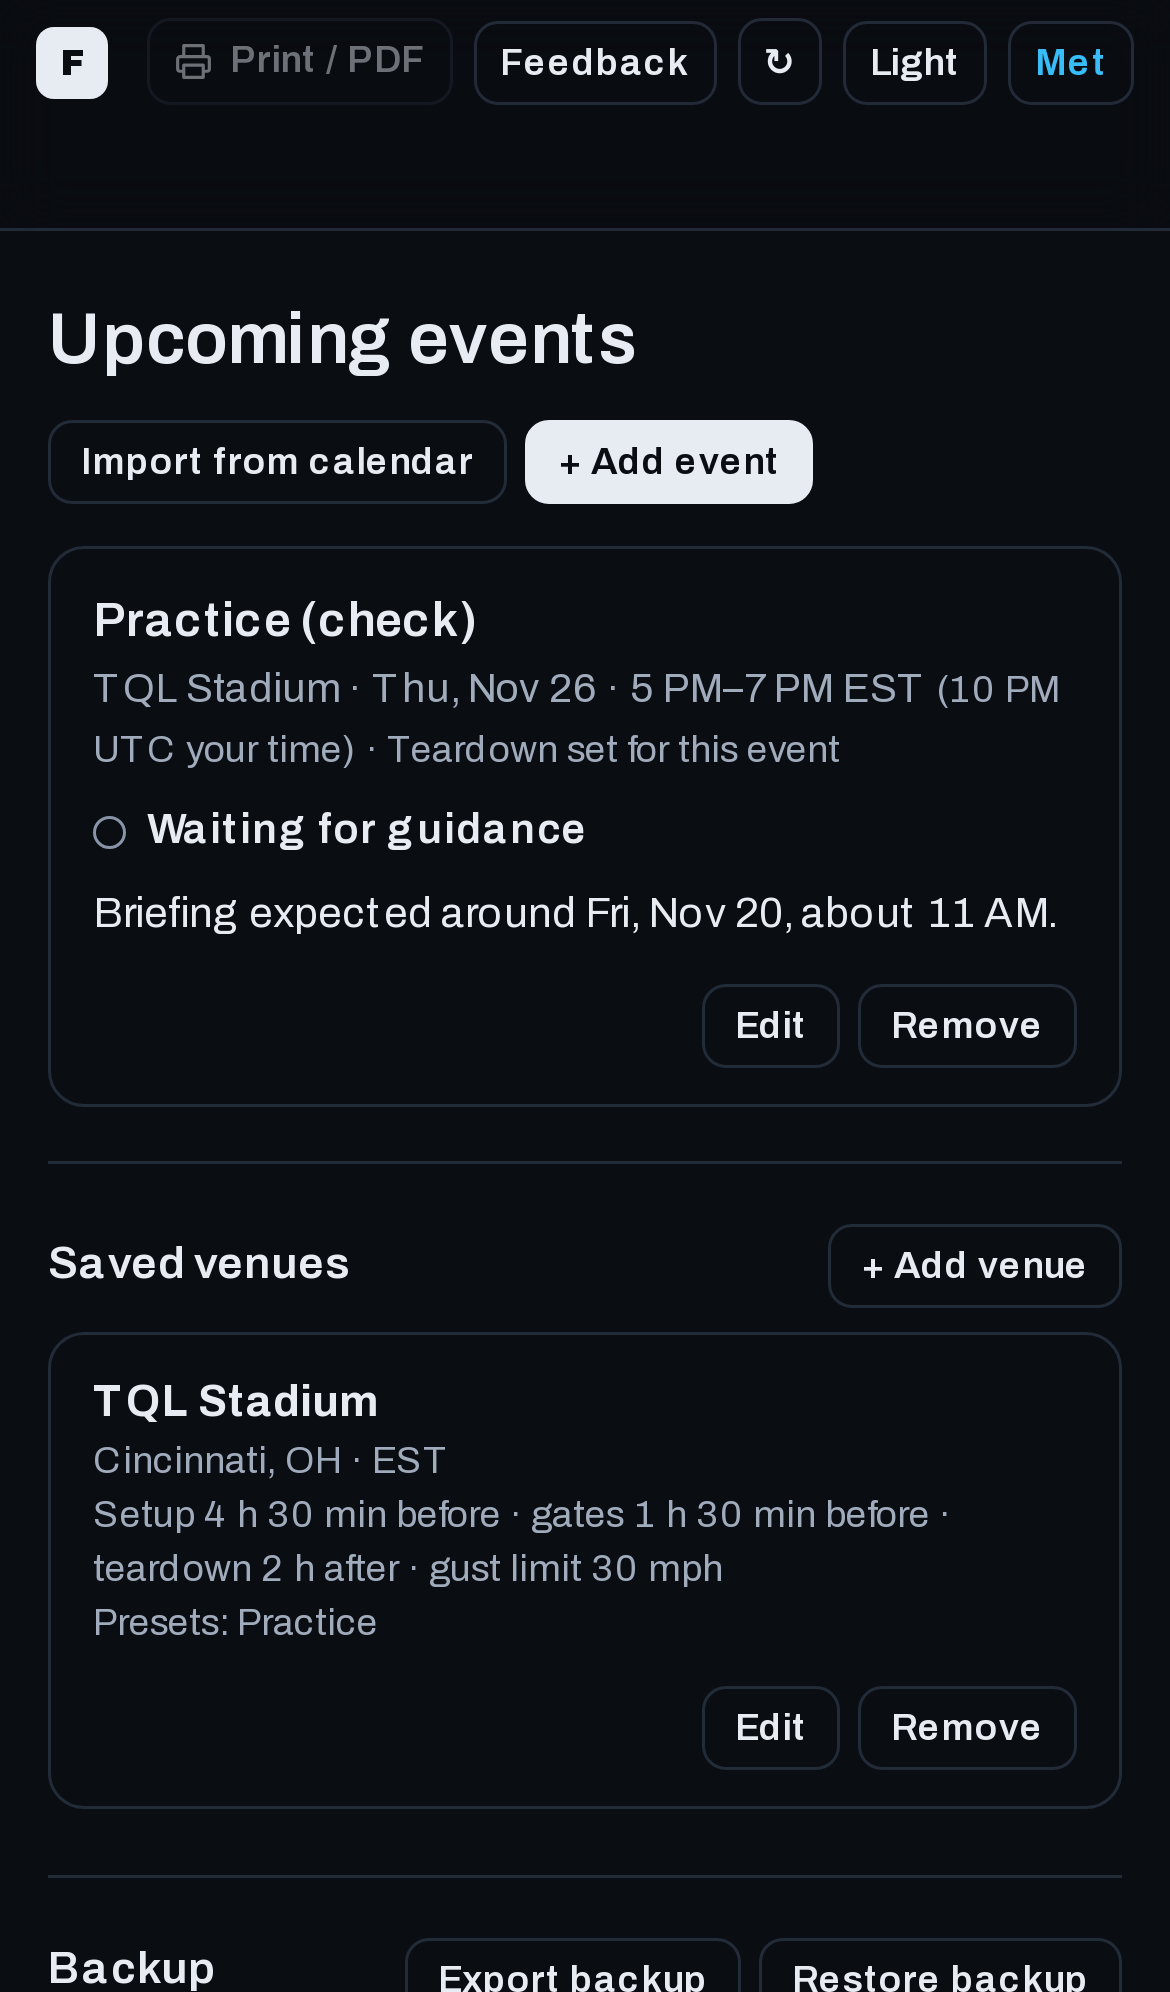 F
Print / PDF
Feedback
↻
Light
Met
Upcoming events
Import from calendar
+ Add event
Practice (check)
TQL Stadium · Thu, Nov 26 · 5 PM–7 PM EST (10 PM
UTC your time) · Teardown set for this event
Waiting for guidance
Briefing expected around Fri, Nov 20, about 11 AM.
Edit
Remove
Saved venues
+ Add venue
TQL Stadium
Cincinnati, OH · EST
Setup 4 h 30 min before · gates 1 h 30 min before ·
teardown 2 h after · gust limit 30 mph
Presets: Practice
Edit
Remove
Backup
Export backup
Restore backup